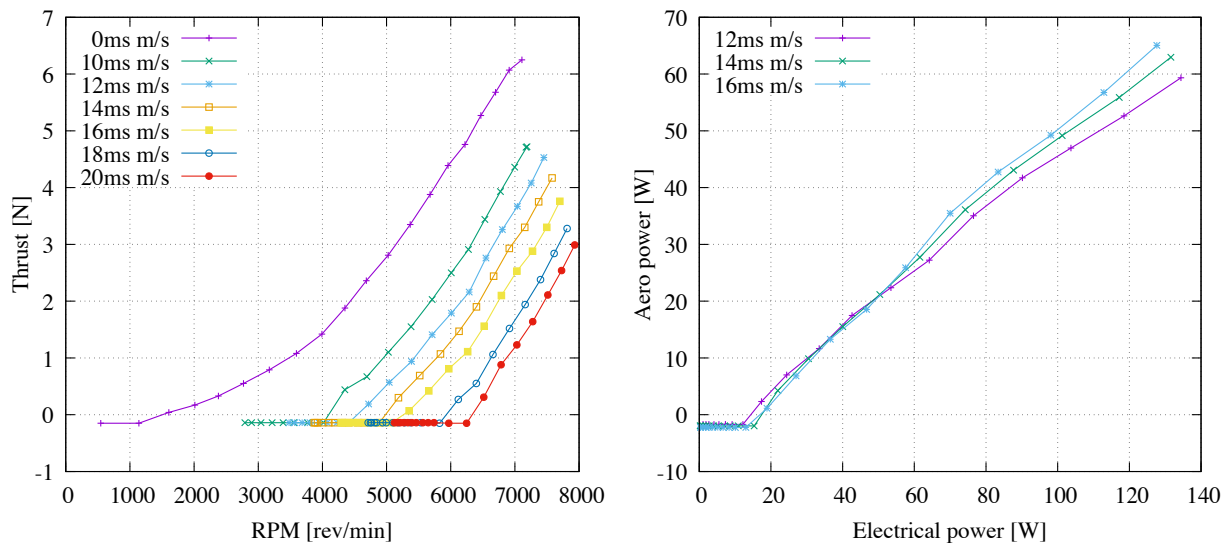 7
6
5
4
3
2
1
0
-1
0 1000 2000 3000 4000 5000 6000 7000 8000
Thrust [N]
RPM [rev/min]
0ms m/s
10ms m/s
12ms m/s
14ms m/s
16ms m/s
18ms m/s
20ms m/s
70
60
50
40
30
20
10
0
-10
0 20 40 60 80 100 120 140
Aero power [W]
Electrical power [W]
12ms m/s
14ms m/s
16ms m/s